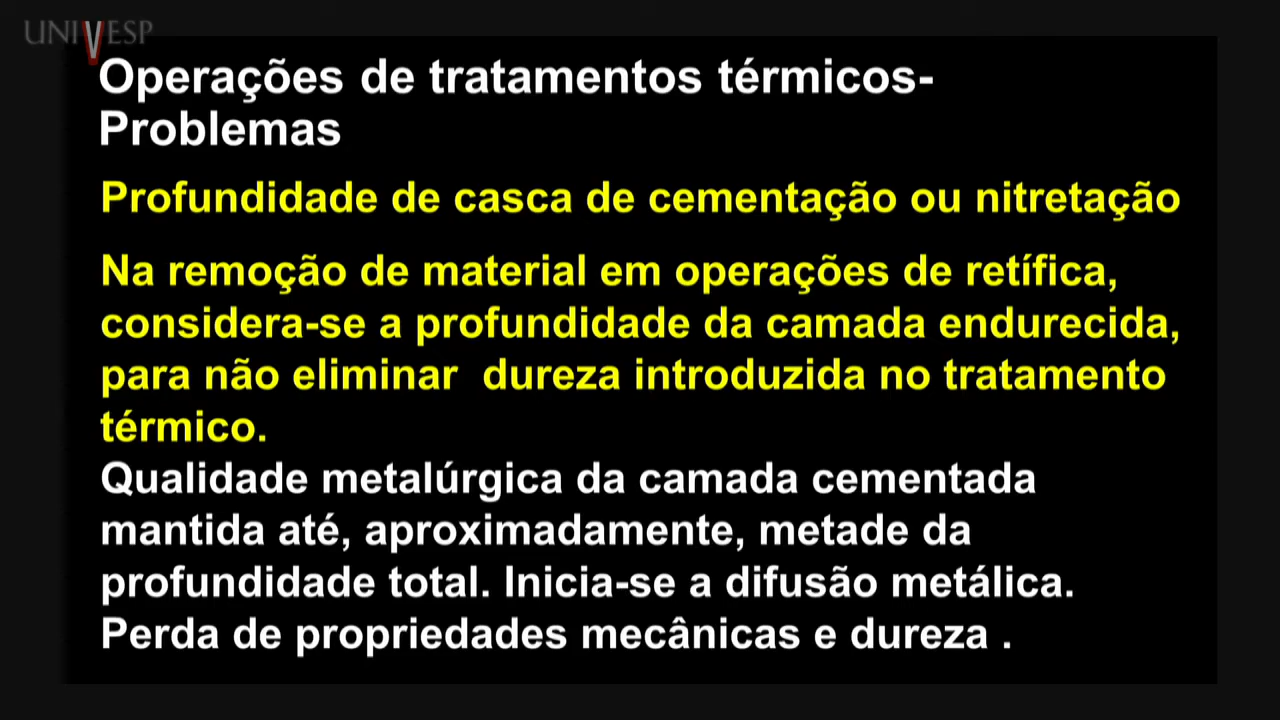 UNIVESP
Operações de tratamentos térmicos-
Problemas
Profundidade de casca de cementação ou nitretação
Na remoção de material em operações de retífica,
considera-se a profundidade da camada endurecida,
para não eliminar  dureza introduzida no tratamento
térmico.
Qualidade metalúrgica da camada cementada
mantida até, aproximadamente, metade da
profundidade total. Inicia-se a difusão metálica.
Perda de propriedades mecânicas e dureza .